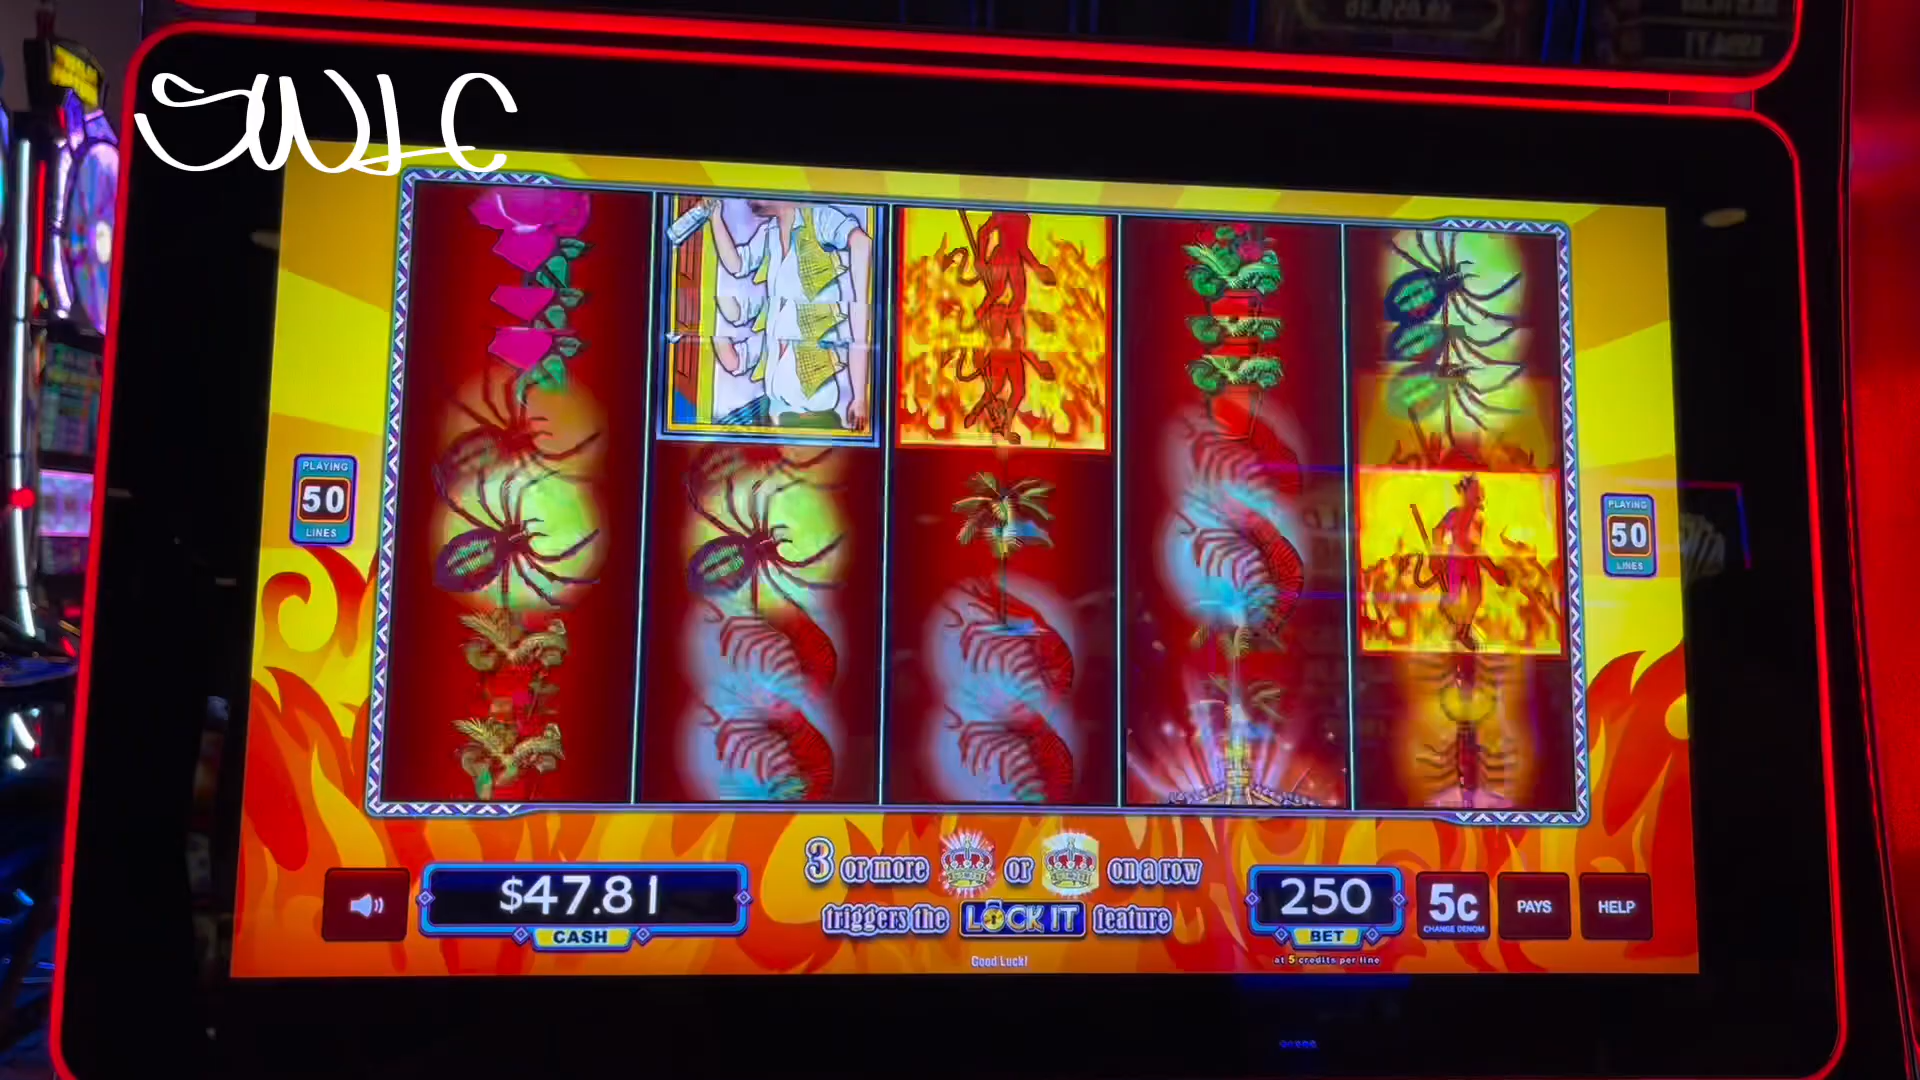 SWLC
PLAYING
50
LINES
PLAYING
50
LINES
$47.81
CASH
3 or more or on a row
triggers the LOCK IT feature
Good Luck!
250
BET
at 5 credits per line
5c
CHANGE DENOM
PAYS
HELP